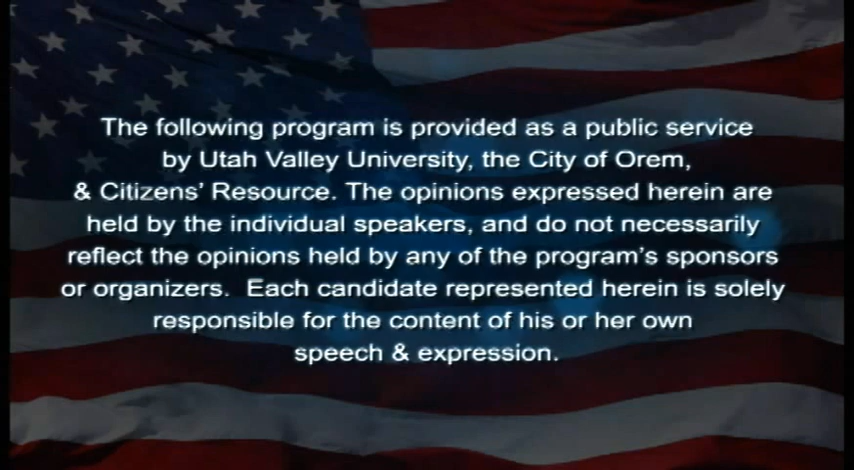 The following program is provided as a public service
by Utah Valley University, the City of Orem,
& Citizens' Resource. The opinions expressed herein are
held by the individual speakers, and do not necessarily
reflect the opinions held by any of the program's sponsors
or organizers.  Each candidate represented herein is solely
responsible for the content of his or her own
speech & expression.